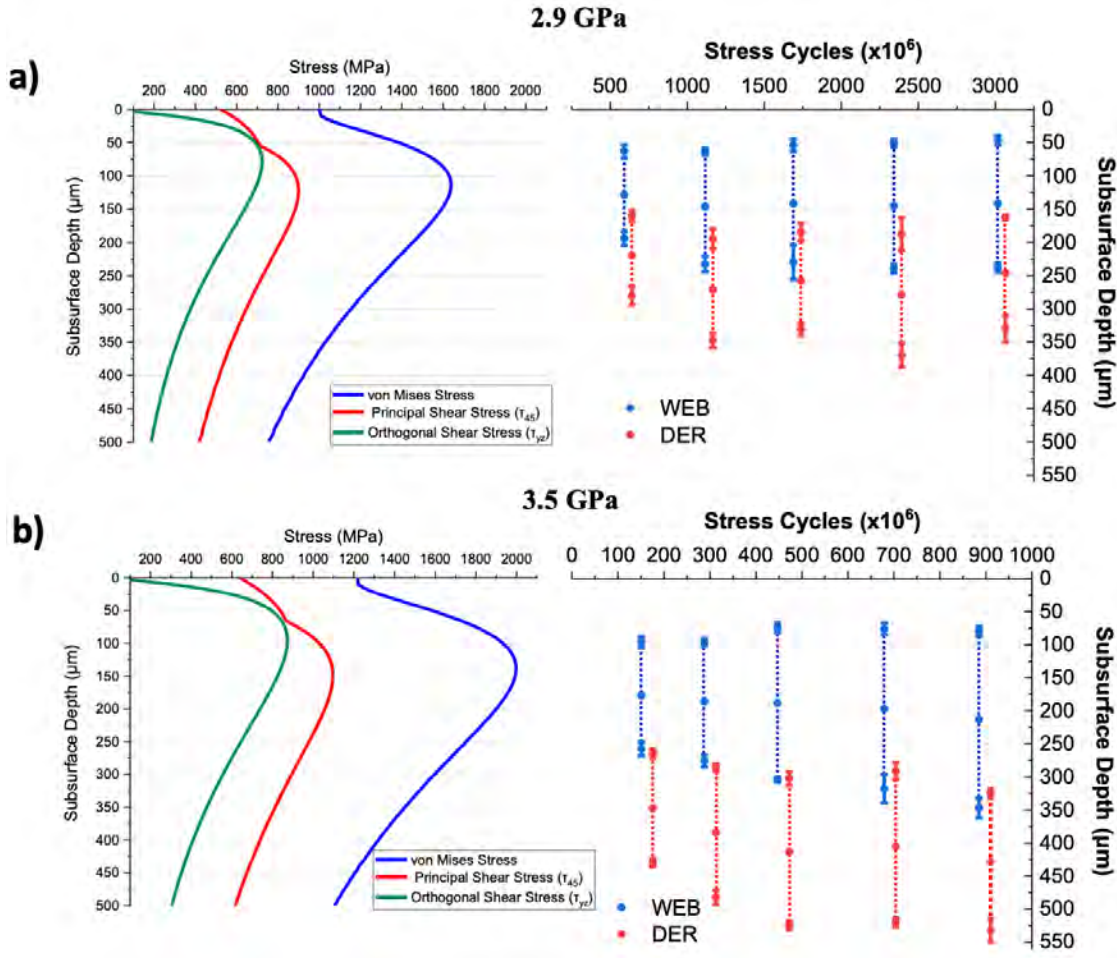 2.9 GPa
a)
Stress (MPa)
200 400 600 800 1000 1200 1400 1600 1800 2000
Subsurface Depth (μm)
0
50
100
150
200
250
300
350
400
450
500
von Mises Stress
Principal Shear Stress (τ45)
Orthogonal Shear Stress (τyz)
Stress Cycles (x10⁶)
500 1000 1500 2000 2500 3000
0
50
100
150
200
250
300
350
400
450
500
550
Subsurface Depth (μm)
WEB
DER
3.5 GPa
b)
Stress (MPa)
200 400 600 800 1000 1200 1400 1600 1800 2000
Subsurface Depth (μm)
0
50
100
150
200
250
300
350
400
450
500
von Mises Stress
Principal Shear Stress (τ45)
Orthogonal Shear Stress (τyz)
Stress Cycles (x10⁶)
0 100 200 300 400 500 600 700 800 900 1000
0
50
100
150
200
250
300
350
400
450
500
550
Subsurface Depth (μm)
WEB
DER